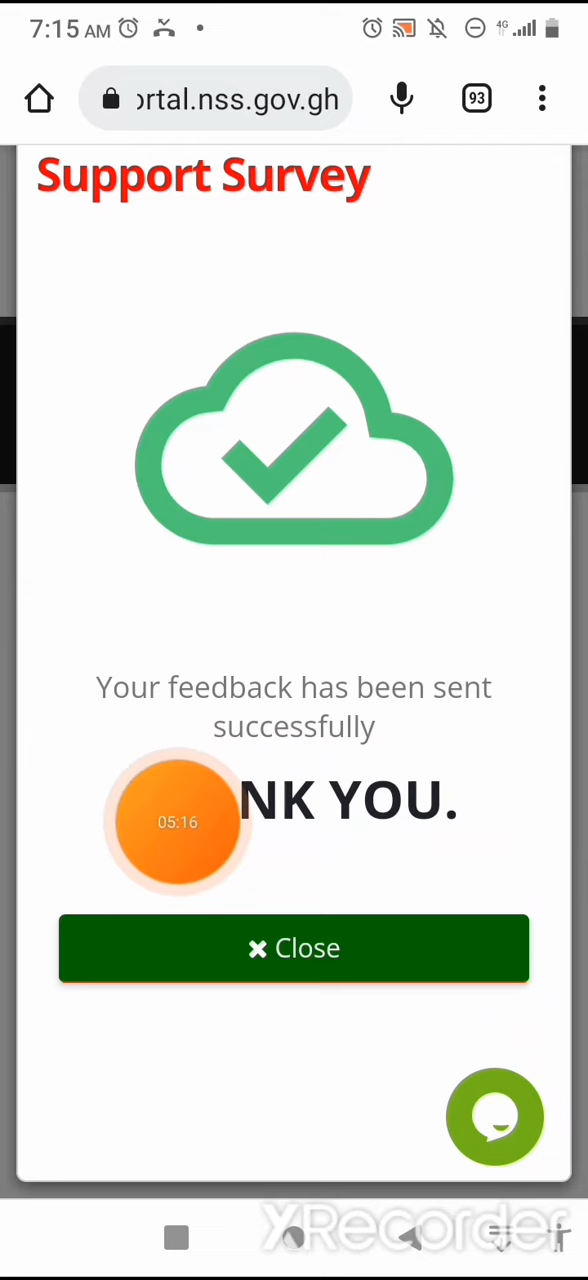 7:15 AM
4G
ortal.nss.gov.gh
93
Support Survey
Your feedback has been sent
successfully
NK YOU.
05:16
Close
XRecorder